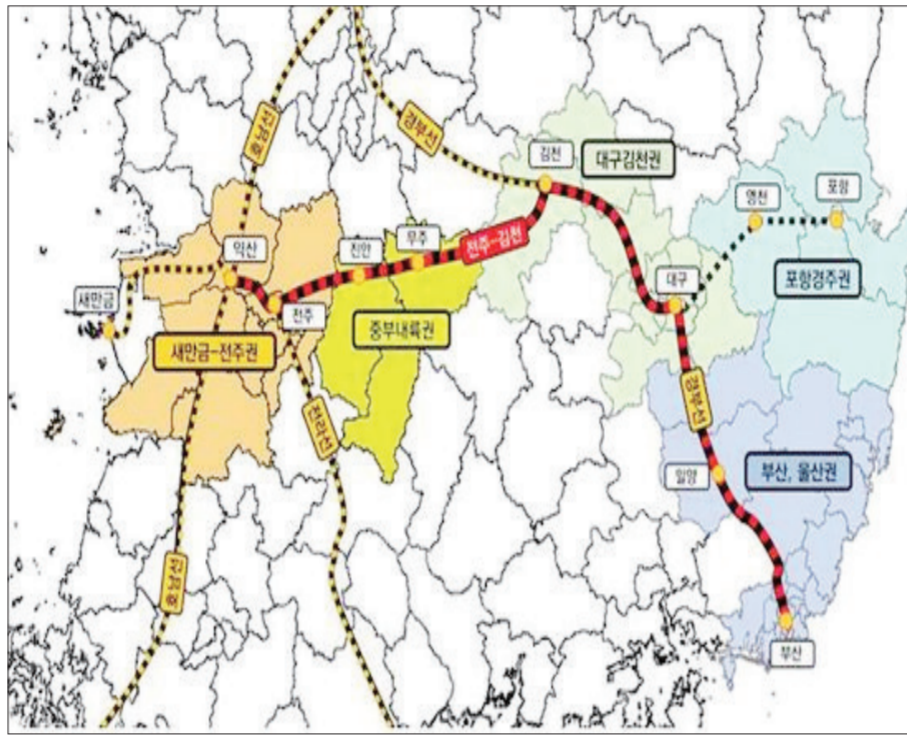 호남선
경부선
김천
대구김천권
영천
포항
익산
진안
무주
전주-김천
새만금
전주
대구
포항경주권
새만금-전주권
중부내륙권
전라선
경부선
밀양
부산, 울산권
호남선
부산